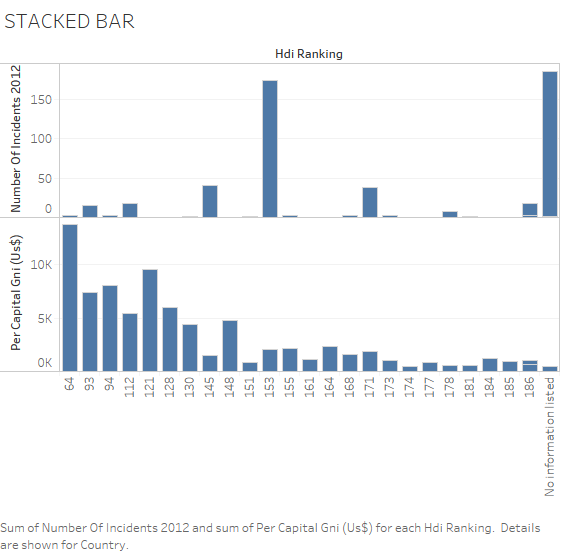 STACKED BAR
Hdi Ranking
Number Of Incidents 2012
150
100
50
0
Per Capital Gni (Us$)
10K
5K
0K
64
93
94
112
121
128
130
145
148
151
153
155
161
164
168
171
173
174
177
178
181
184
185
186
No information listed
Sum of Number Of Incidents 2012 and sum of Per Capital Gni (Us$) for each Hdi Ranking. Details
are shown for Country.